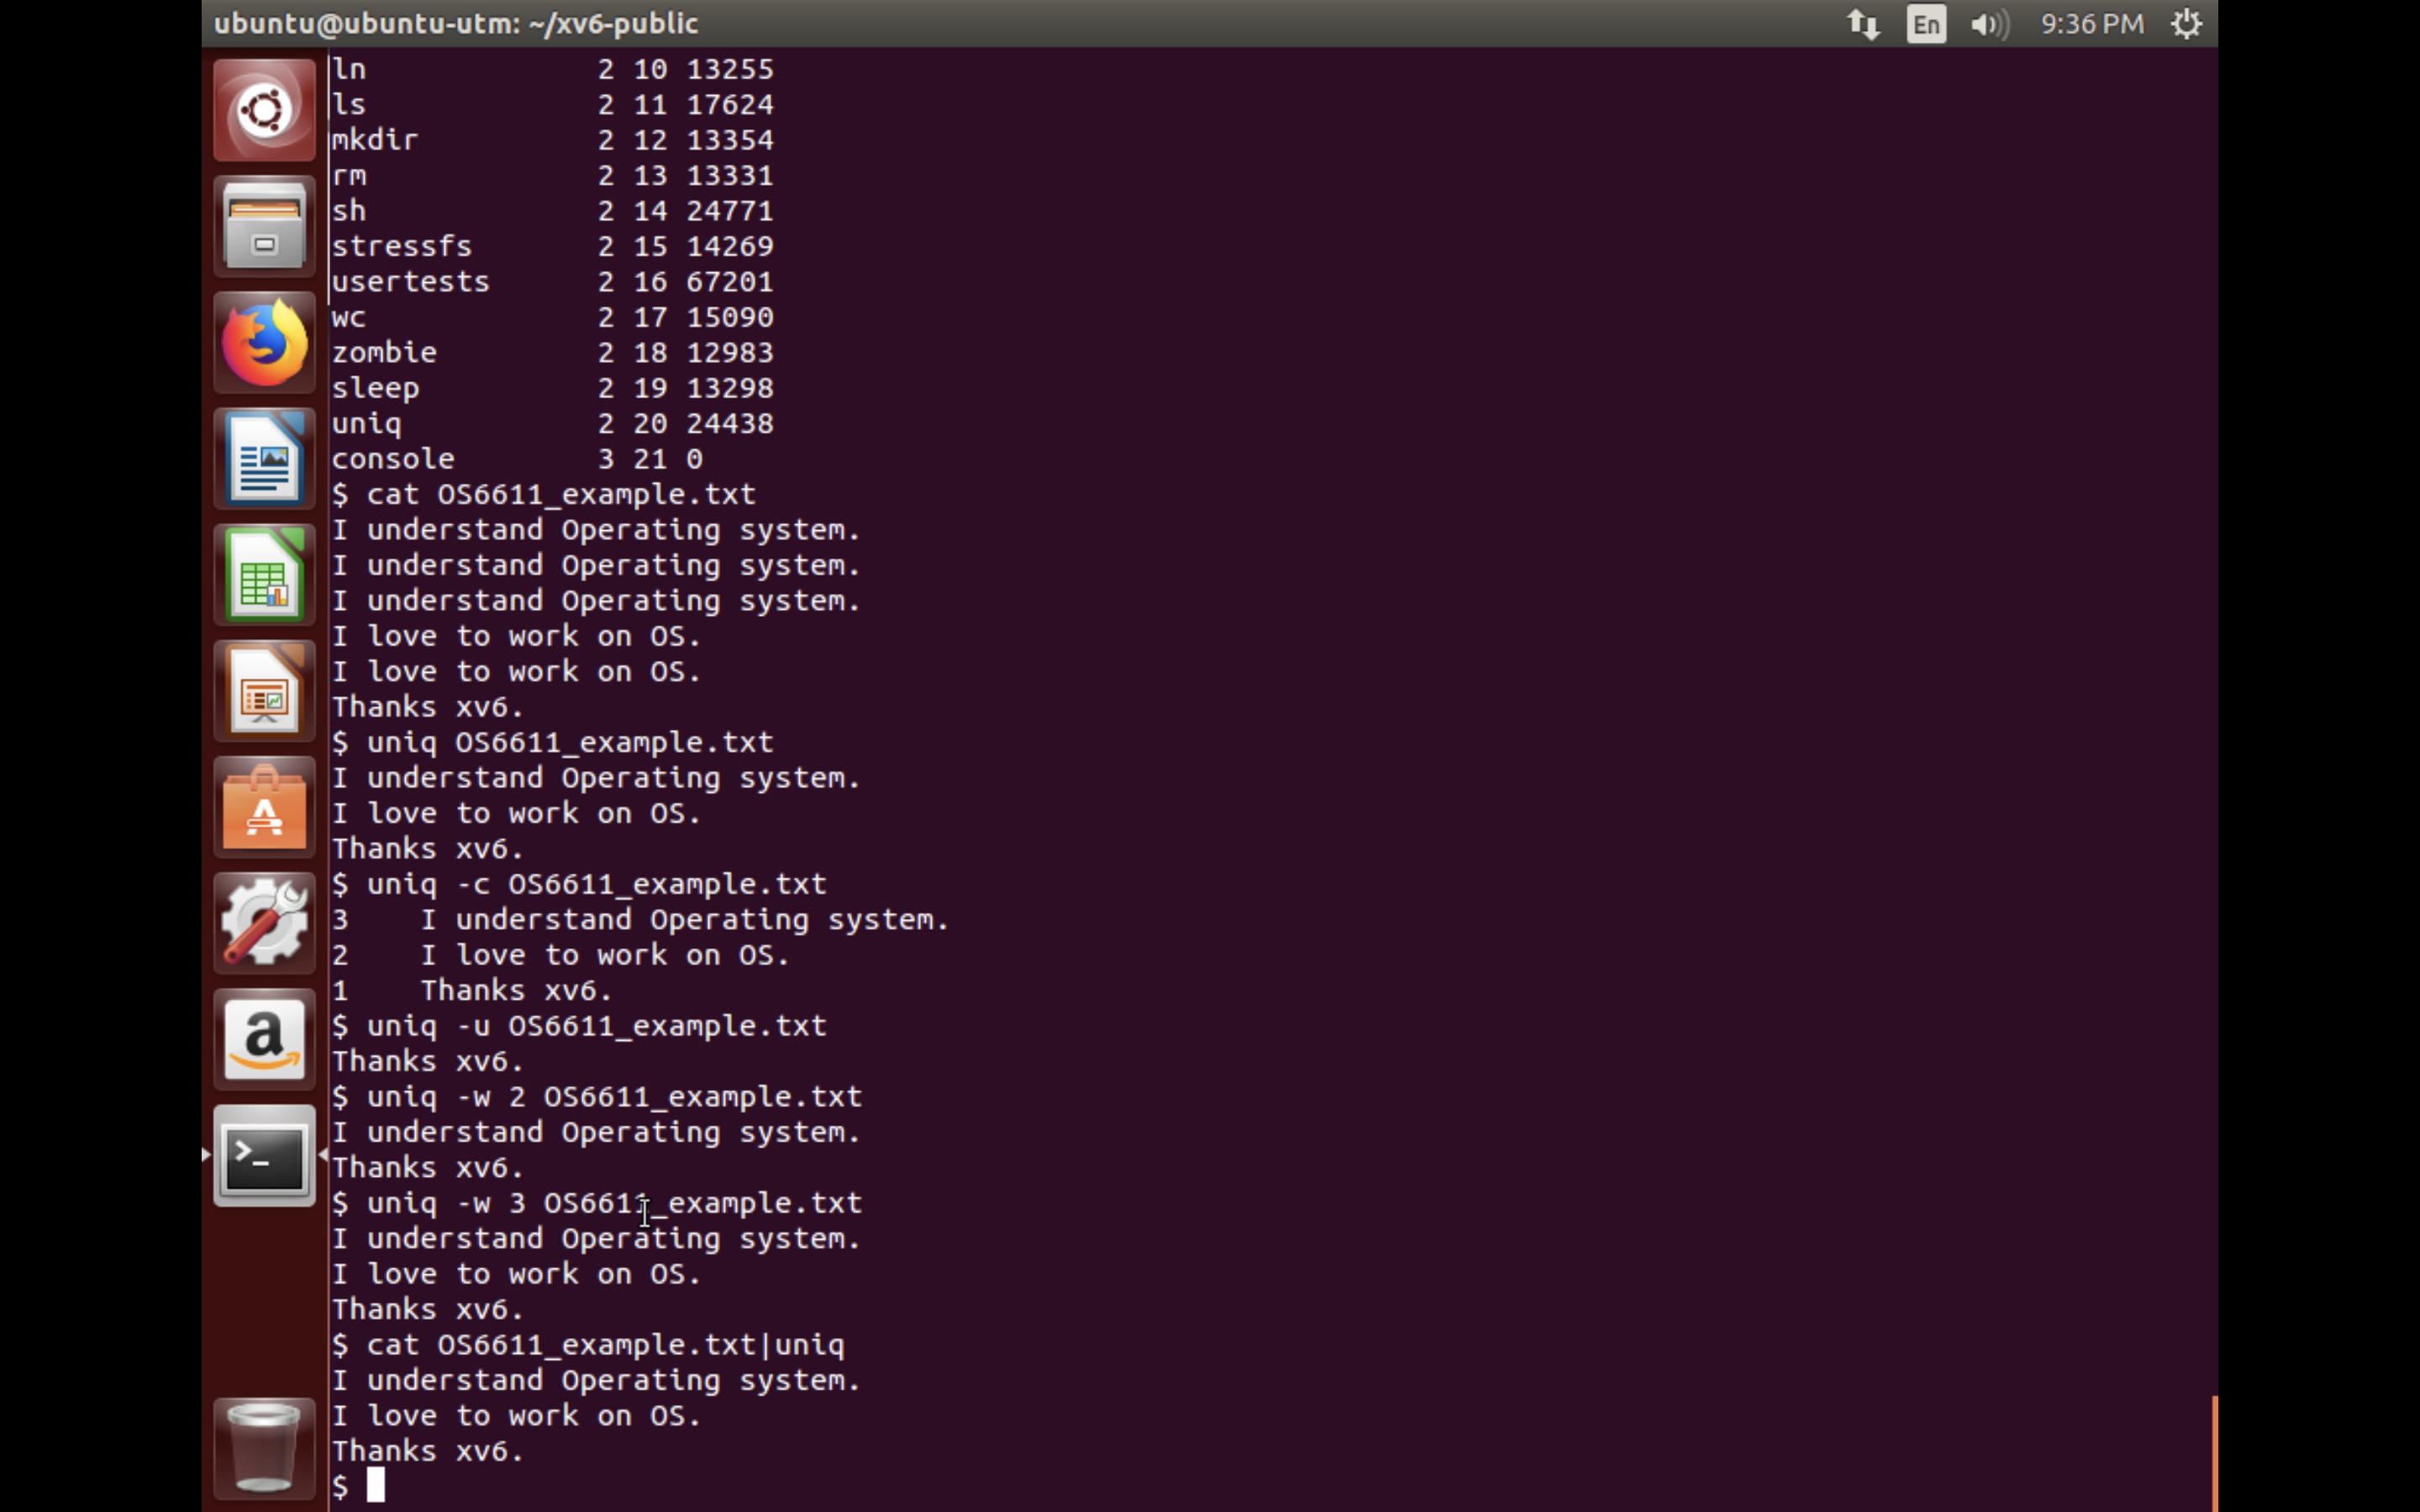 ubuntu@ubuntu-utm: ~/xv6-public En 9:36 PM
ln 2 10 13255
ls 2 11 17624
mkdir 2 12 13354
rm 2 13 13331
sh 2 14 24771
stressfs 2 15 14269
usertests 2 16 67201
wc 2 17 15090
zombie 2 18 12983
sleep 2 19 13298
uniq 2 20 24438
console 3 21 0
$ cat OS6611_example.txt
I understand Operating system.
I understand Operating system.
I understand Operating system.
I love to work on OS.
I love to work on OS.
Thanks xv6.
$ uniq OS6611_example.txt
I understand Operating system.
I love to work on OS.
Thanks xv6.
$ uniq -c OS6611_example.txt
3 I understand Operating system.
2 I love to work on OS.
1 Thanks xv6.
$ uniq -u OS6611_example.txt
Thanks xv6.
$ uniq -w 2 OS6611_example.txt
I understand Operating system.
Thanks xv6.
$ uniq -w 3 OS6611_example.txt
I understand Operating system.
I love to work on OS.
Thanks xv6.
$ cat OS6611_example.txt|uniq
I understand Operating system.
I love to work on OS.
Thanks xv6.
$